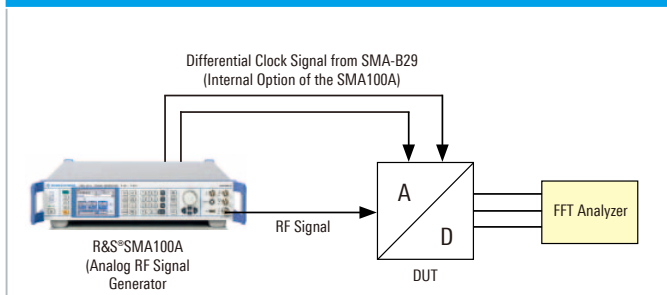 Differential Clock Signal from SMA-B29
(Internal Option of the SMA100A)
A
D
FFT Analyzer
RF Signal
R&S®SMA100A
(Analog RF Signal
Generator
DUT